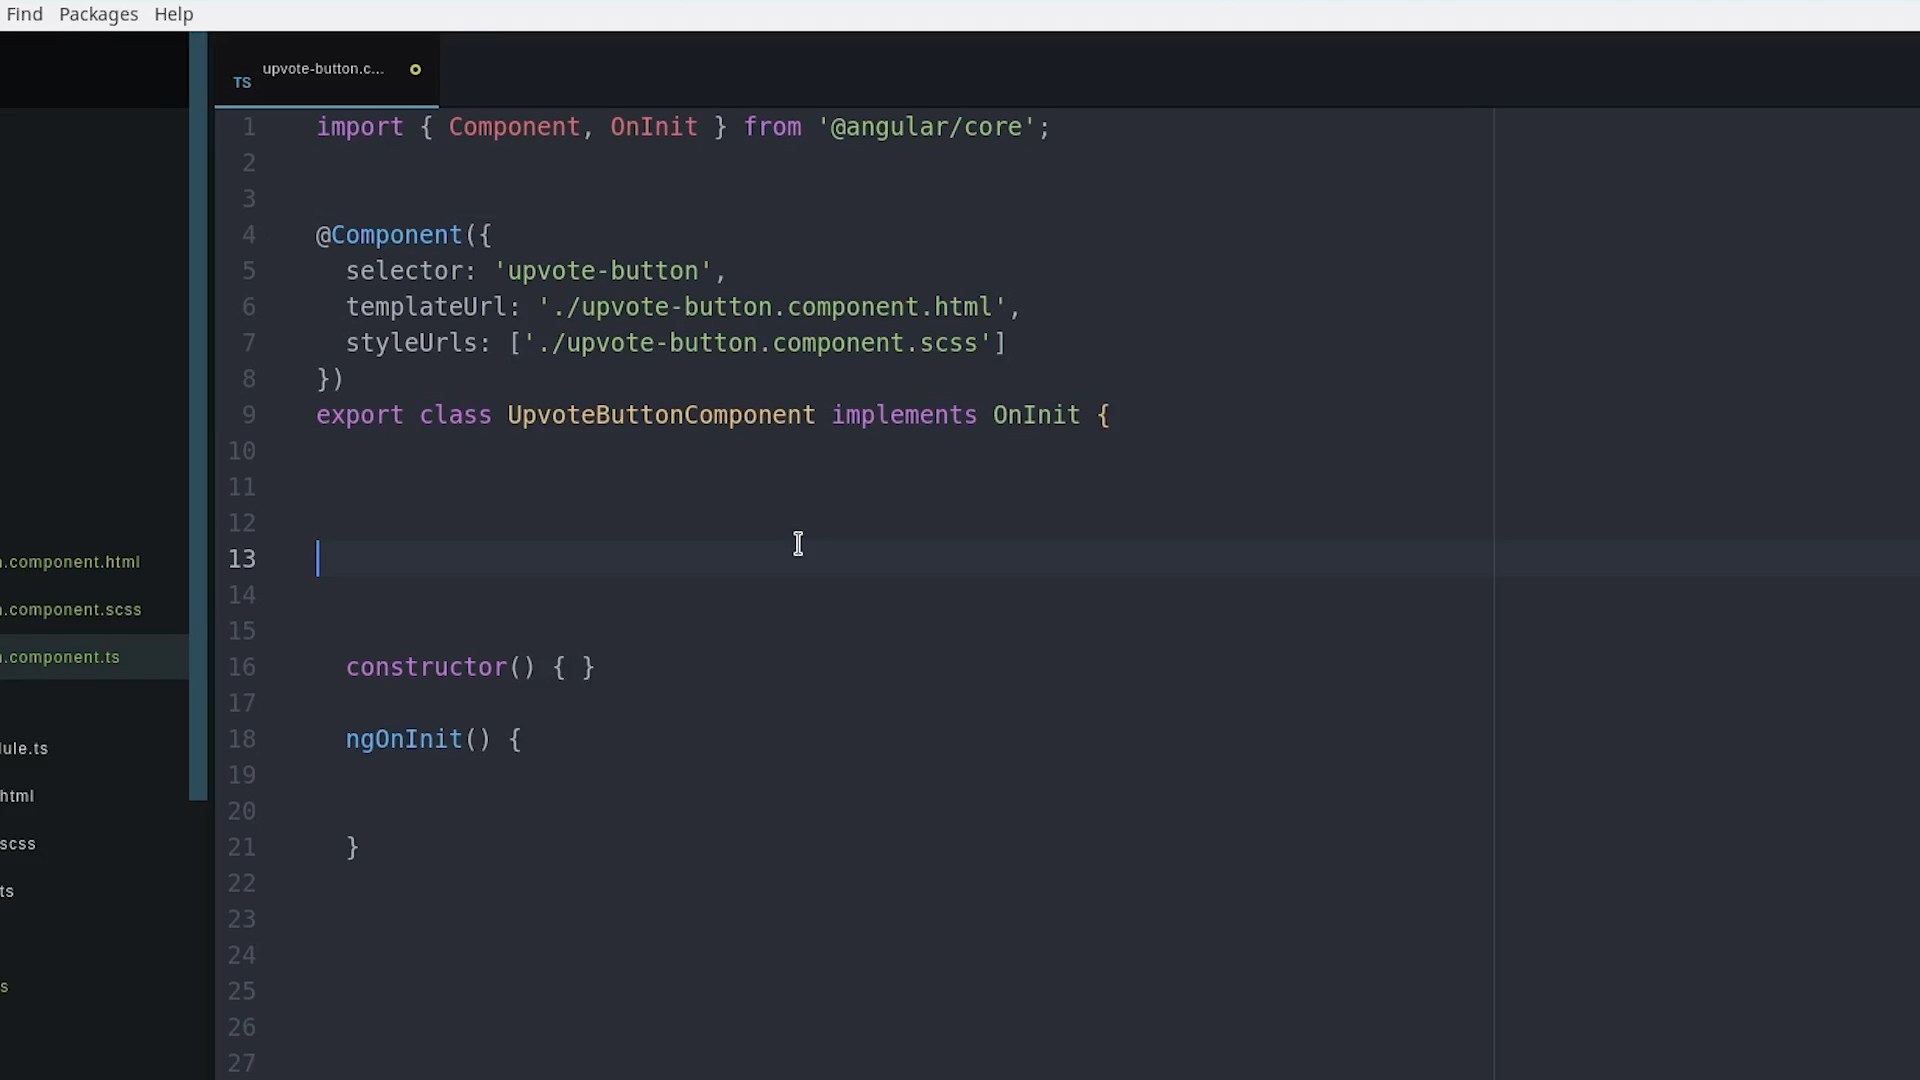 Find Packages Help
TS upvote-button.c...
1 import { Component, OnInit } from '@angular/core';
2
3
4 @Component({
5 selector: 'upvote-button',
6 templateUrl: './upvote-button.component.html',
7 styleUrls: ['./upvote-button.component.scss']
8 })
9 export class UpvoteButtonComponent implements OnInit {
10
11
12
13
14
15
16 constructor() { }
17
18 ngOnInit() {
19
20
21 }
22
23
24
25
26
27
.component.html
.component.scss
.component.ts
ule.ts
html
scss
ts
s